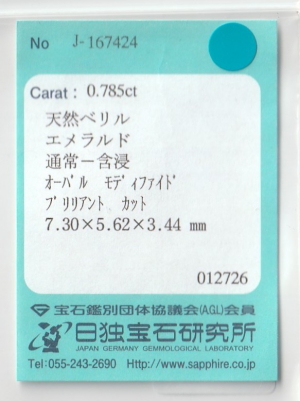 No J-167424
Carat : 0.785ct
天然ベリル
エメラルド
通常－含浸
ｵｰﾊﾞﾙ ﾓﾃﾞｨﾌｧｲﾄﾞ
ﾌﾞﾘﾘｱﾝﾄ ｶｯﾄ
7.30×5.62×3.44 mm
012726
宝石鑑別団体協議会(AGL)会員
日独宝石研究所
JAPAN GERMANY GEMMOLOGICAL LABORATORY
Tel:055-243-2690 http://www.sapphire.co.jp